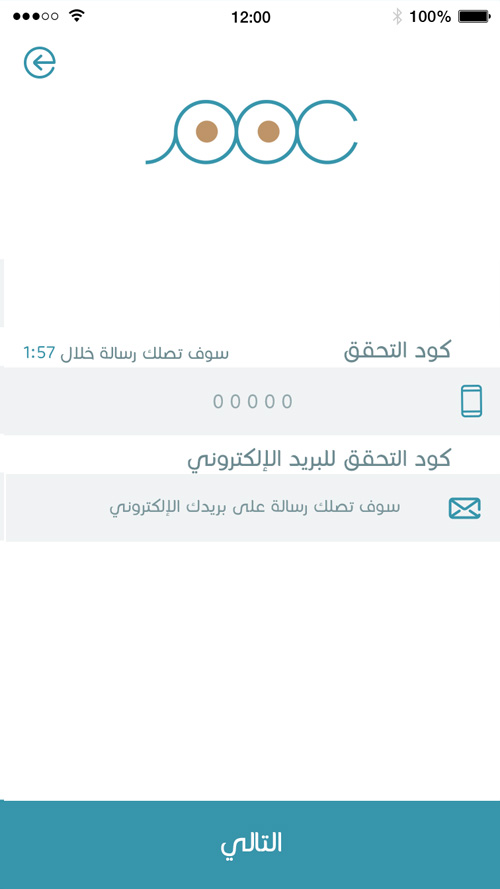 12:00
100%
كود التحقق
سوف تصلك رسالة خلال 1:57
00000
كود التحقق للبريد الإلكتروني
سوف تصلك رسالة على بريدك الإلكتروني
التالي